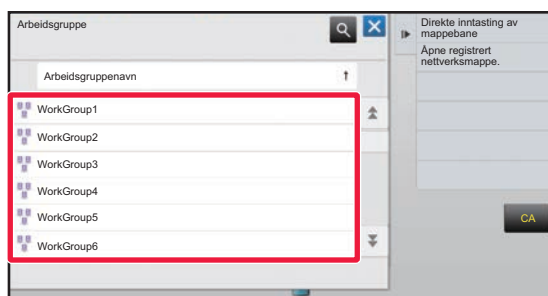 Arbeidsgruppe
Arbeidsgruppenavn
WorkGroup1
WorkGroup2
WorkGroup3
WorkGroup4
WorkGroup5
WorkGroup6
Direkte inntasting av
mappebane
Åpne registrert
nettverksmappe.
CA